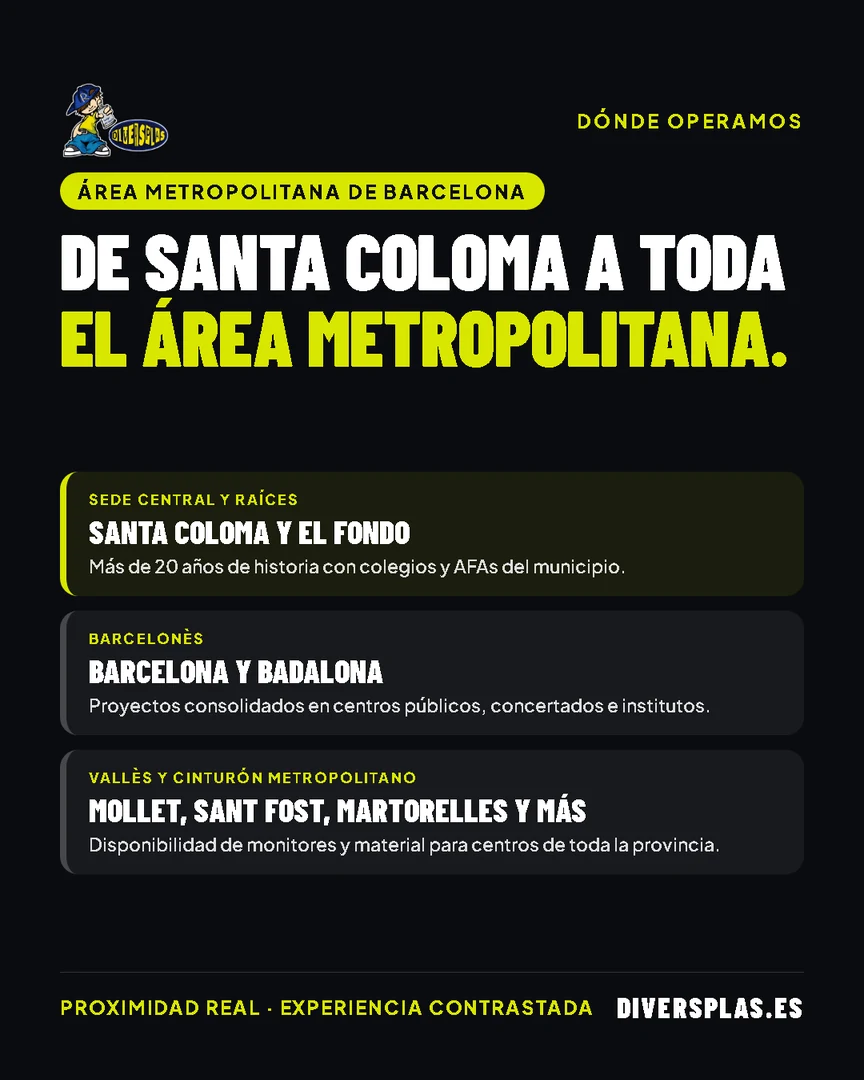 DIVERSPLAS
DÓNDE OPERAMOS
ÁREA METROPOLITANA DE BARCELONA
DE SANTA COLOMA A TODA
EL ÁREA METROPOLITANA.
SEDE CENTRAL Y RAÍCES
SANTA COLOMA Y EL FONDO
Más de 20 años de historia con colegios y AFAs del municipio.
BARCELONÈS
BARCELONA Y BADALONA
Proyectos consolidados en centros públicos, concertados e institutos.
VALLÈS Y CINTURÓN METROPOLITANO
MOLLET, SANT FOST, MARTORELLES Y MÁS
Disponibilidad de monitores y material para centros de toda la provincia.
PROXIMIDAD REAL · EXPERIENCIA CONTRASTADA
DIVERSPLAS.ES